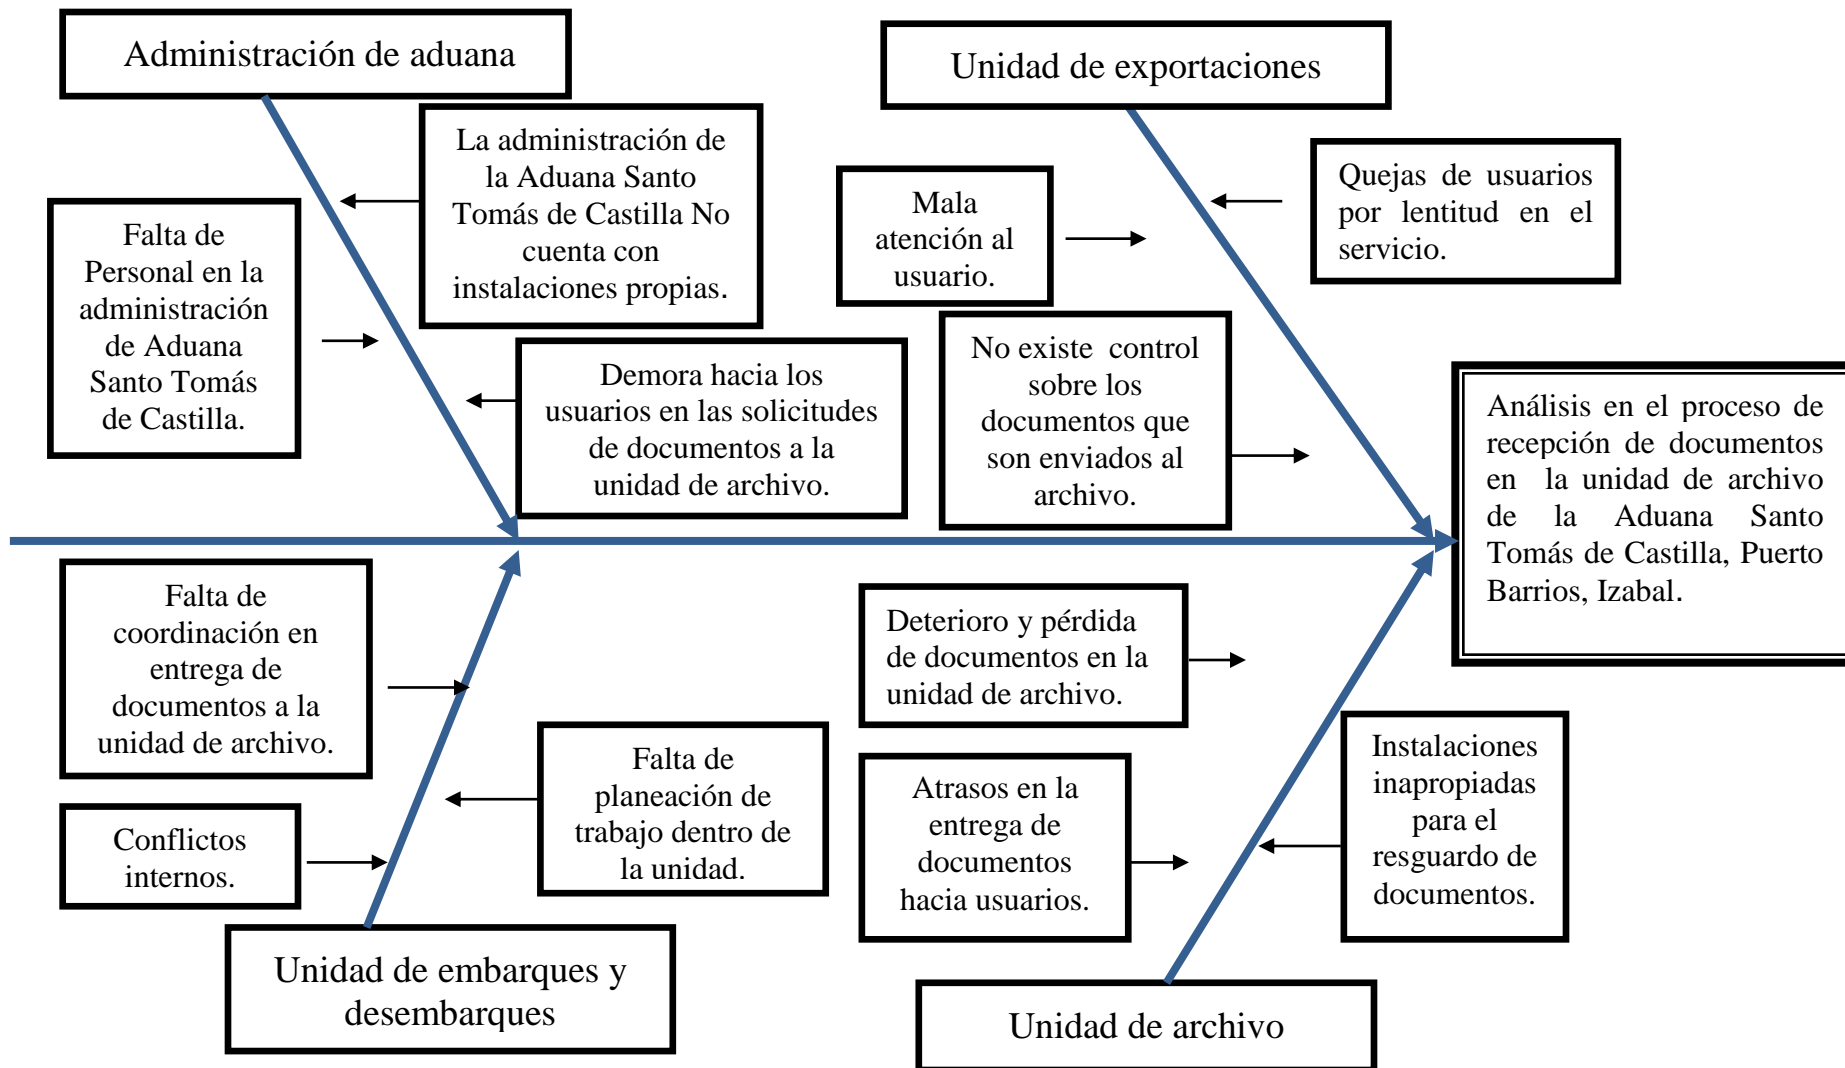 Administración de aduana
Unidad de exportaciones
La administración de
la Aduana Santo
Tomás de Castilla No
cuenta con
instalaciones propias.
Falta de
Personal en la
administración
de Aduana
Santo Tomás
de Castilla.
Demora hacia los
usuarios en las solicitudes
de documentos a la
unidad de archivo.
Mala
atención al
usuario.
Quejas de usuarios
por lentitud en el
servicio.
No existe control
sobre los
documentos que
son enviados al
archivo.
Análisis en el proceso de
recepción de documentos
en la unidad de archivo
de la Aduana Santo
Tomás de Castilla, Puerto
Barrios, Izabal.
Falta de
coordinación en
entrega de
documentos a la
unidad de archivo.
Conflictos
internos.
Falta de
planeación de
trabajo dentro de
la unidad.
Deterioro y pérdida
de documentos en la
unidad de archivo.
Atrasos en la
entrega de
documentos
hacia usuarios.
Instalaciones
inapropiadas
para el
resguardo de
documentos.
Unidad de embarques y
desembarques
Unidad de archivo